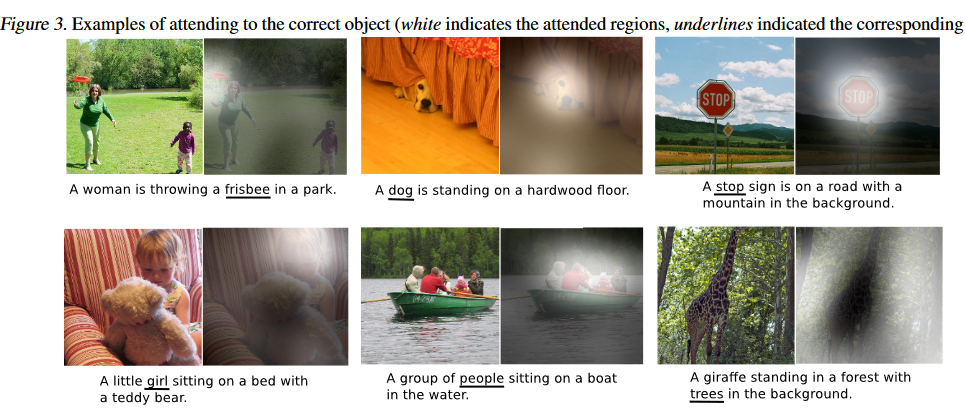 Figure 3. Examples of attending to the correct object (white indicates the attended regions, underlines indicated the corresponding
STOP
STOP
A woman is throwing a frisbee in a park.
A dog is standing on a hardwood floor.
A stop sign is on a road with a
mountain in the background.
A little girl sitting on a bed with
a teddy bear.
A group of people sitting on a boat
in the water.
A giraffe standing in a forest with
trees in the background.